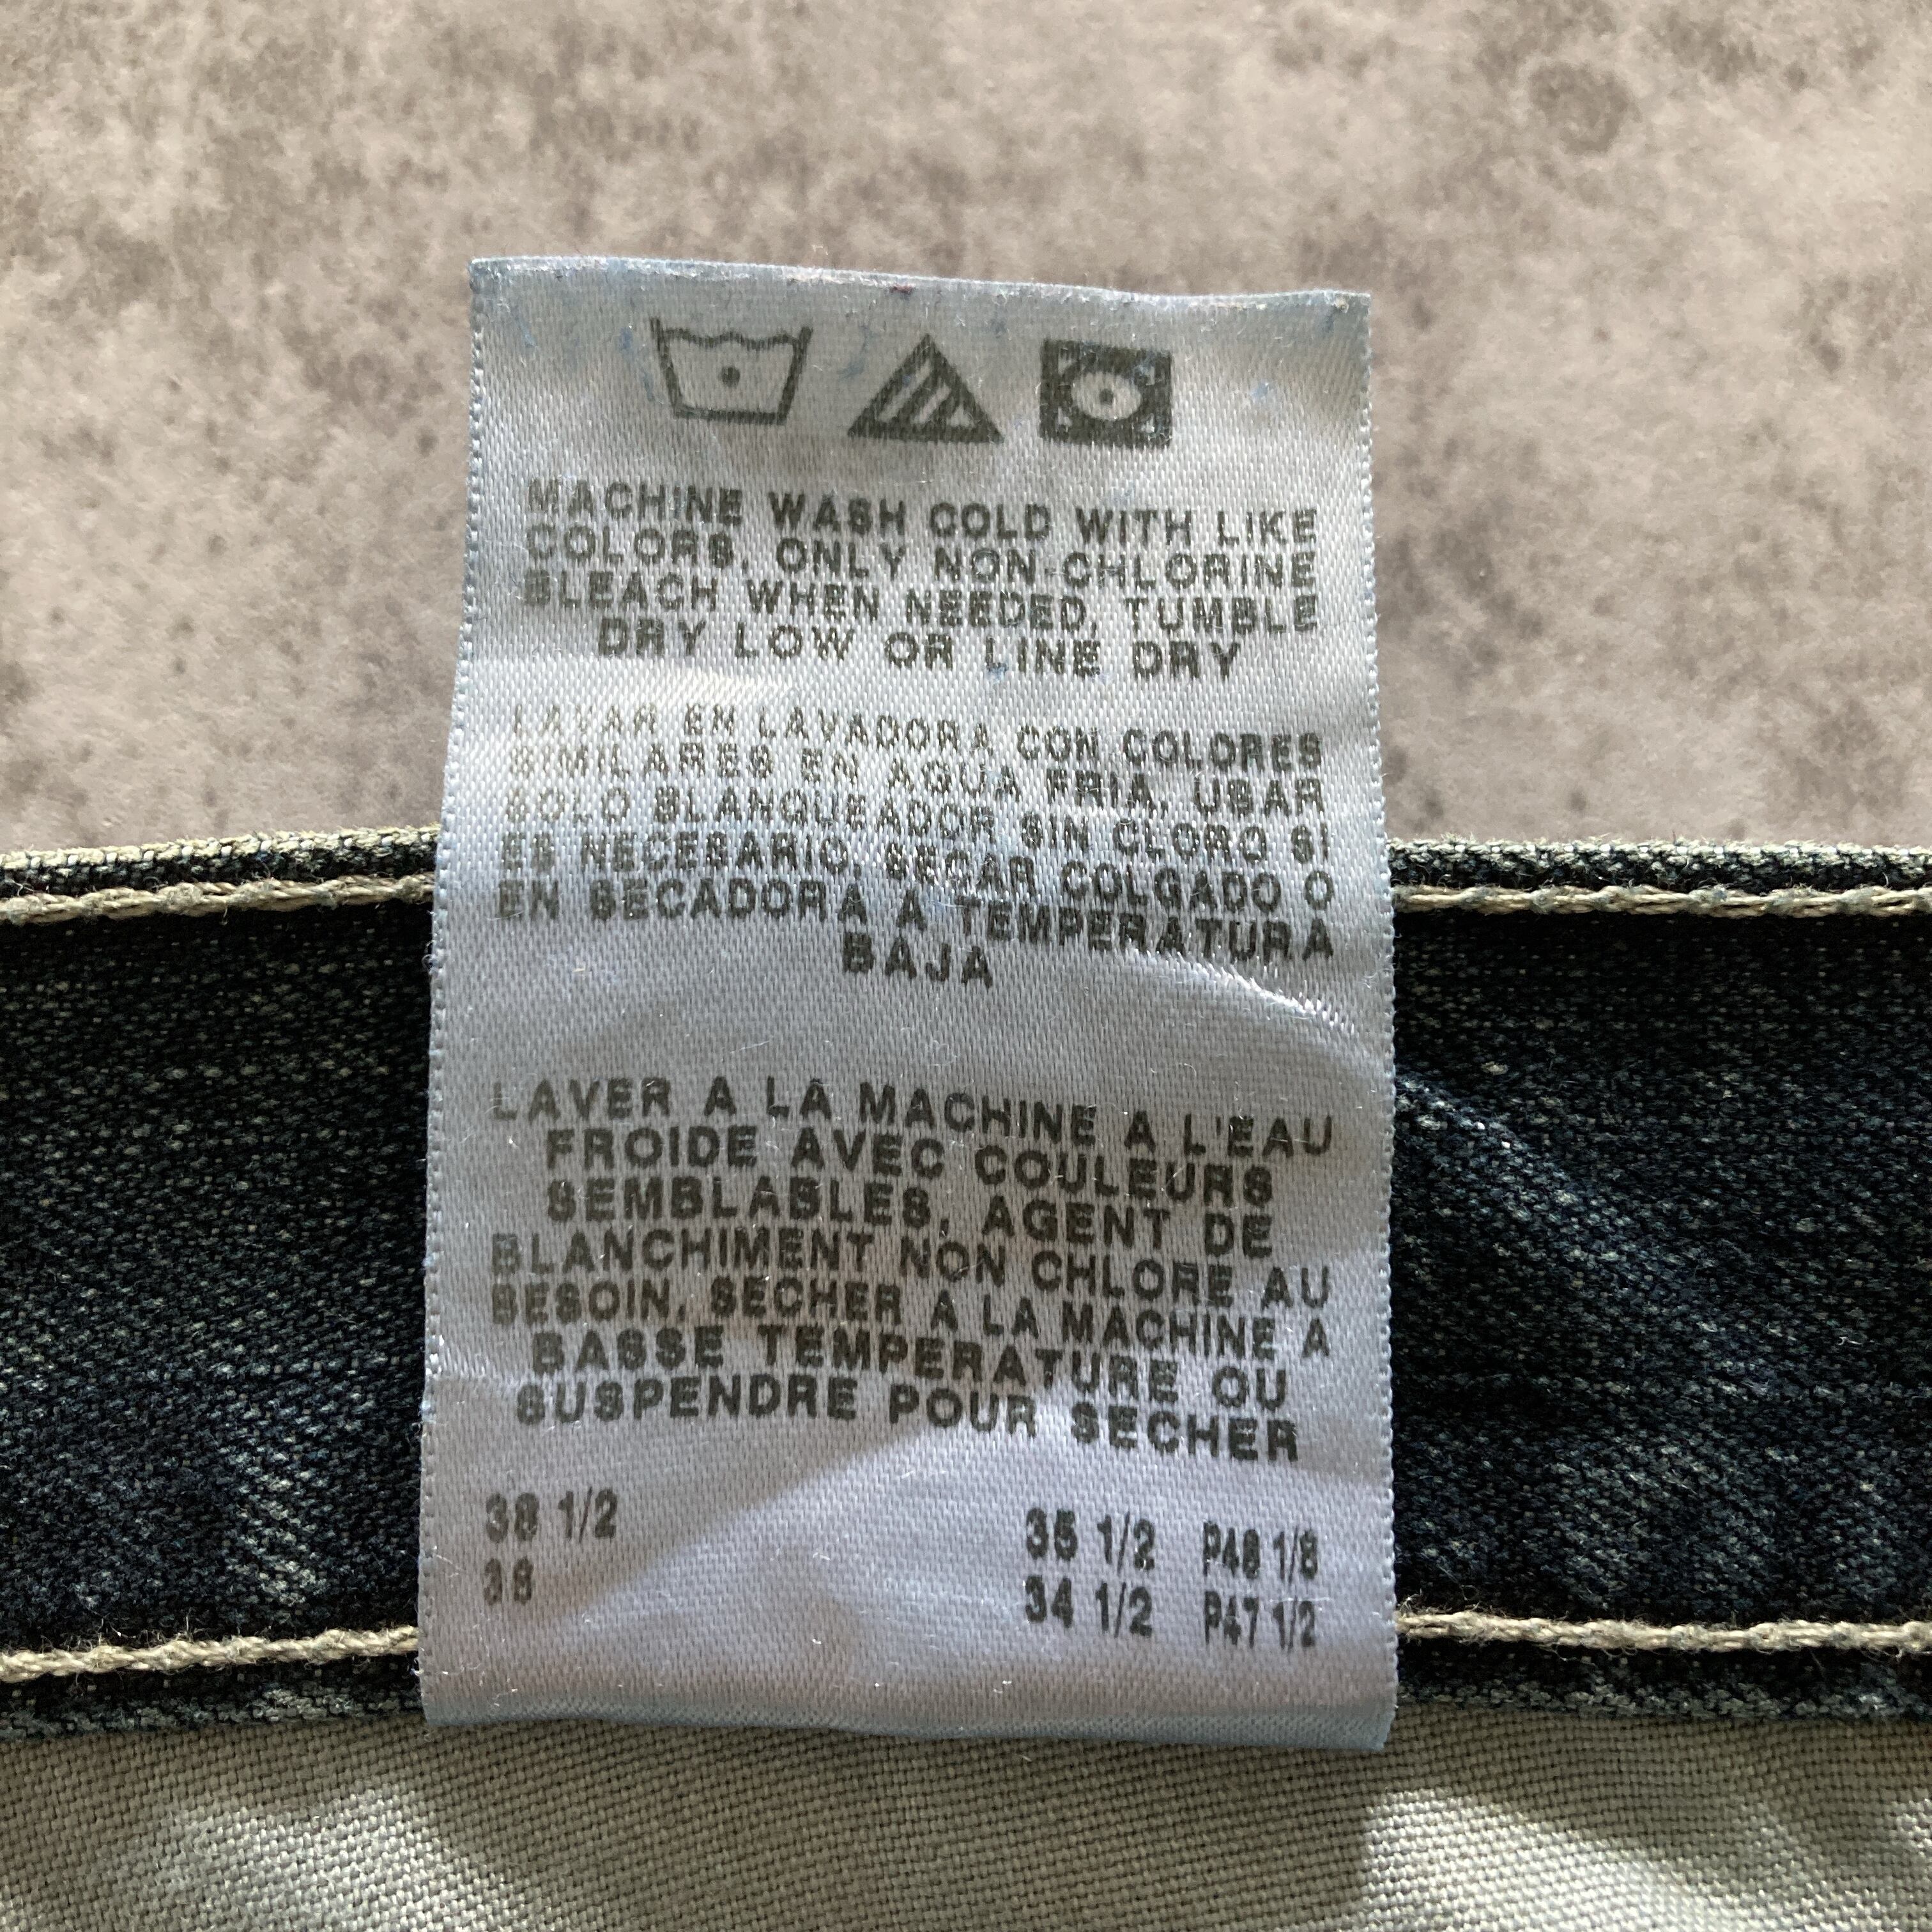 MACHINE WASH COLD WITH LIKE
COLORS, ONLY NON-CHLORINE
BLEACH WHEN NEEDED, TUMBLE
DRY LOW OR LINE DRY
LAVAR EN LAVADORA CON COLORES
SIMILARES EN AGUA FRIA, USAR
SOLO BLANQUEADOR SIN CLORO SI
ES NECESARIO, SECAR COLGADO O
EN SECADORA A TEMPERATURA
BAJA
LAVER A LA MACHINE A L'EAU
FROIDE AVEC COULEURS
SEMBLABLES, AGENT DE
BLANCHIMENT NON CHLORE AU
BESOIN, SECHER A LA MACHINE A
BASSE TEMPERATURE OU
SUSPENDRE POUR SECHER
38 1/2 35 1/2 P48 1/8
38 34 1/2 P47 1/2